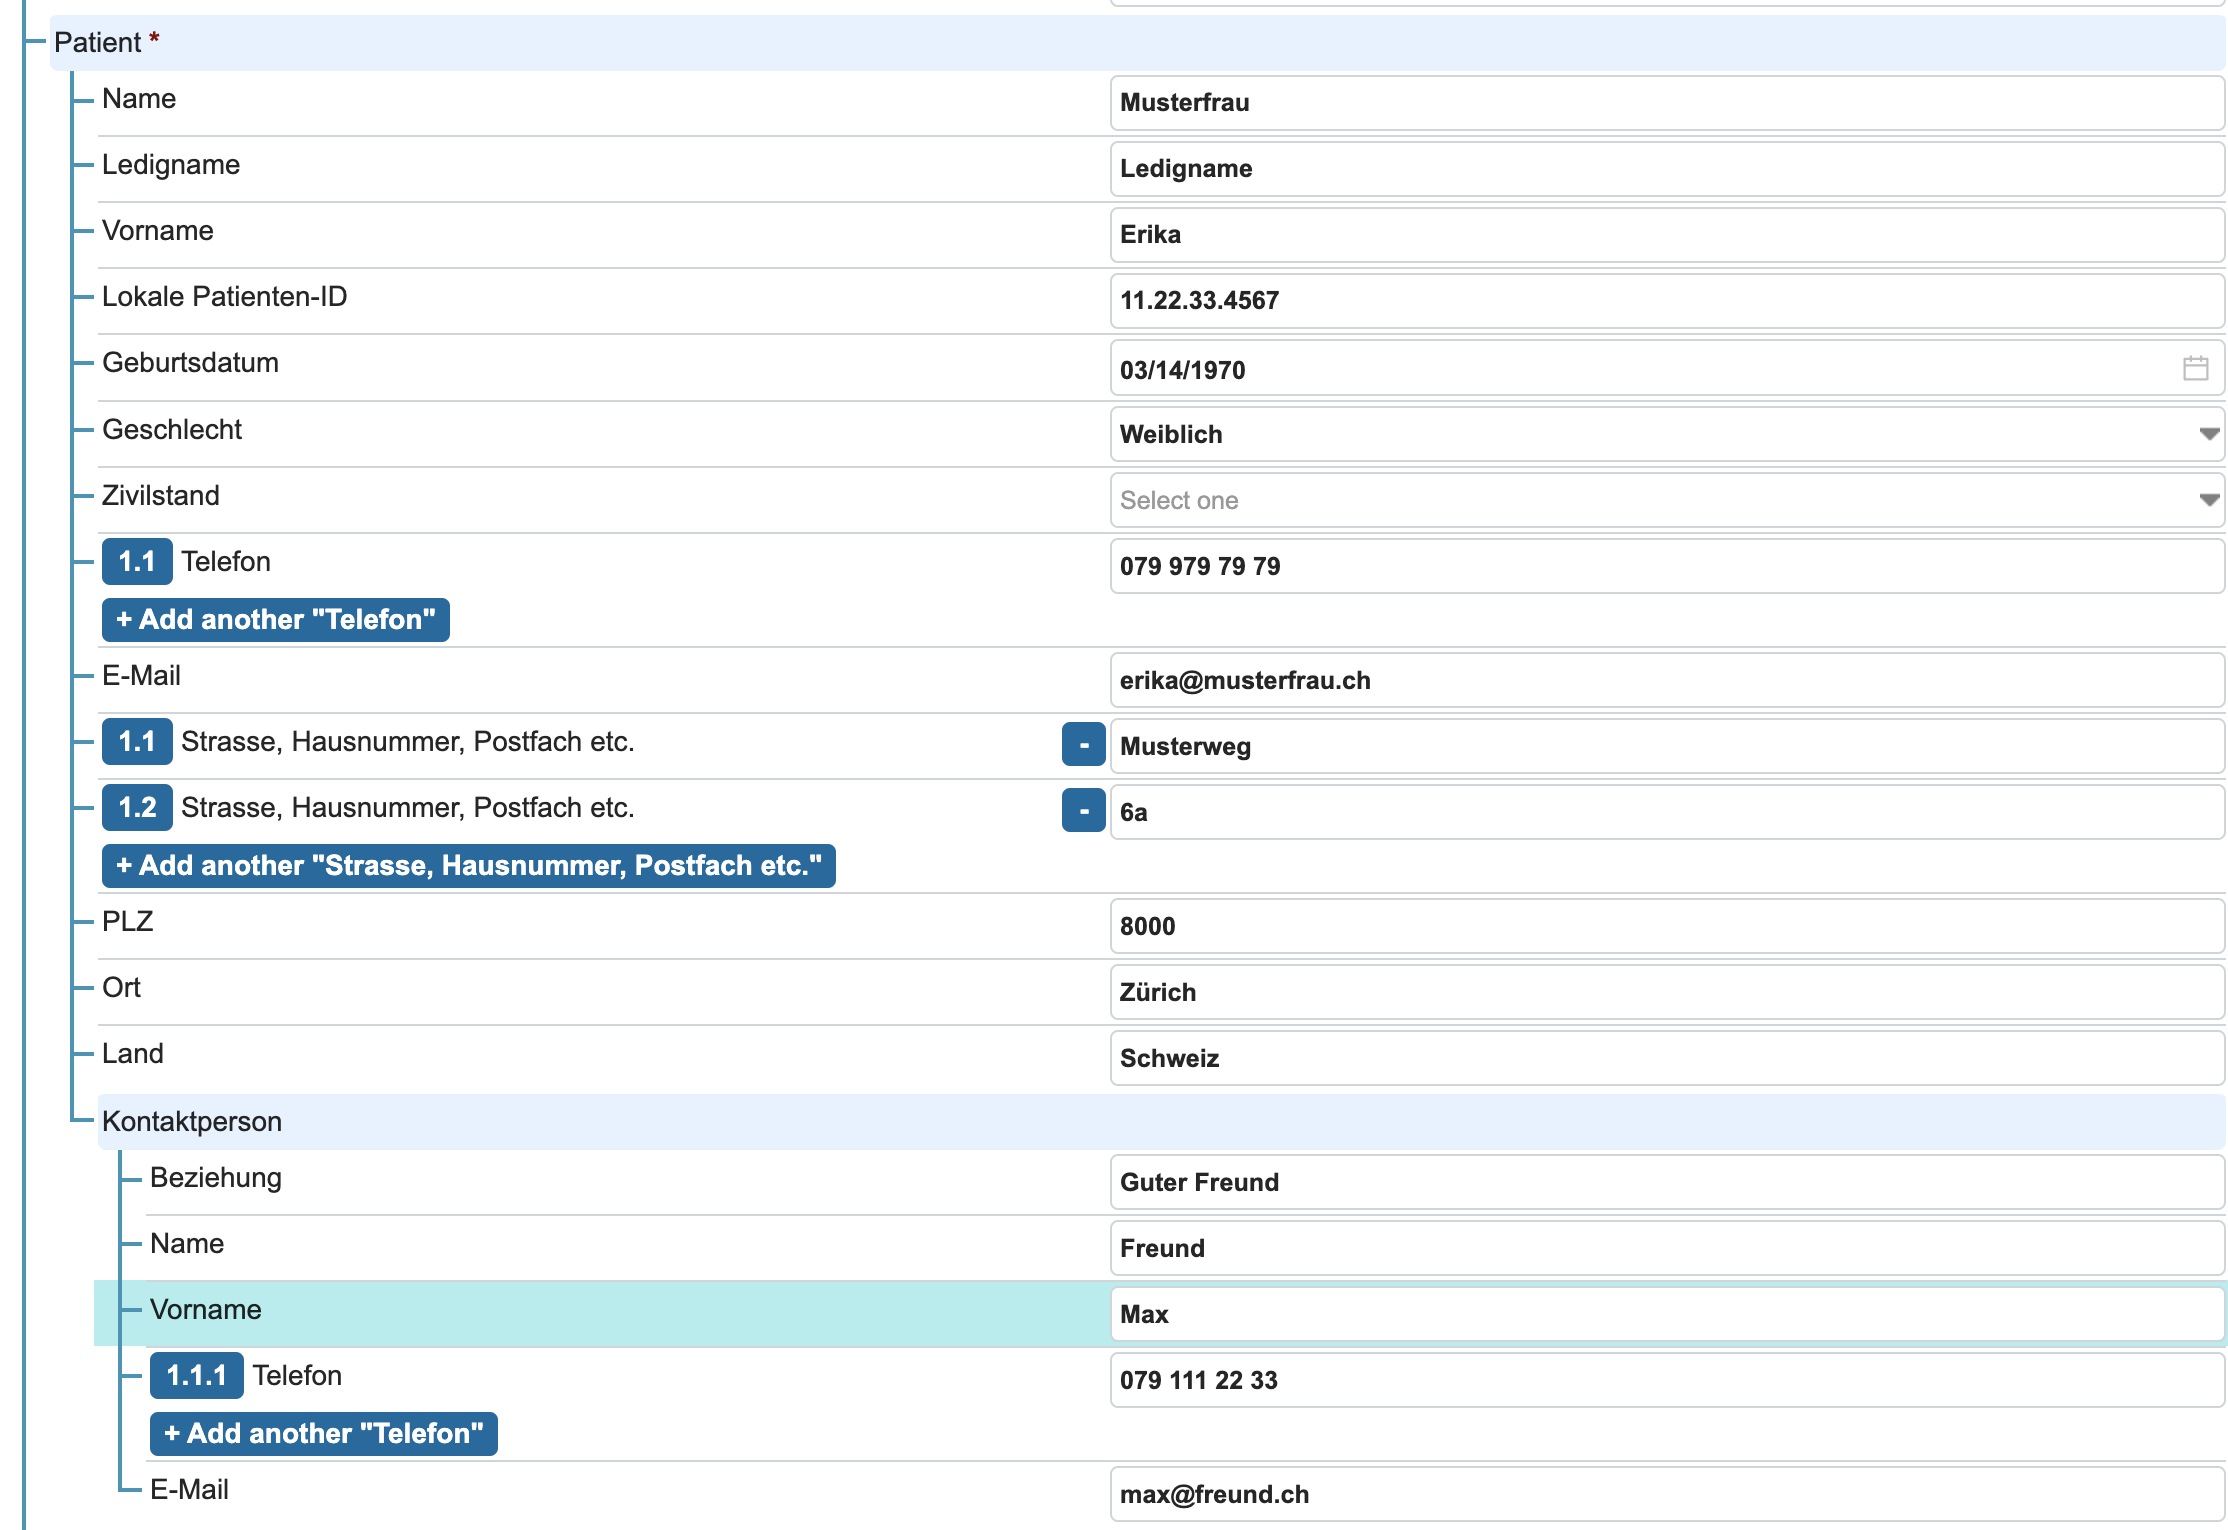 Patient *
Name Musterfrau
Ledigname Ledigname
Vorname Erika
Lokale Patienten-ID 11.22.33.4567
Geburtsdatum 03/14/1970
Geschlecht Weiblich
Zivilstand Select one
1.1 Telefon 079 979 79 79
+ Add another "Telefon"
E-Mail erika@musterfrau.ch
1.1 Strasse, Hausnummer, Postfach etc. - Musterweg
1.2 Strasse, Hausnummer, Postfach etc. - 6a
+ Add another "Strasse, Hausnummer, Postfach etc."
PLZ 8000
Ort Zürich
Land Schweiz
Kontaktperson
Beziehung Guter Freund
Name Freund
Vorname Max
1.1.1 Telefon 079 111 22 33
+ Add another "Telefon"
E-Mail max@freund.ch